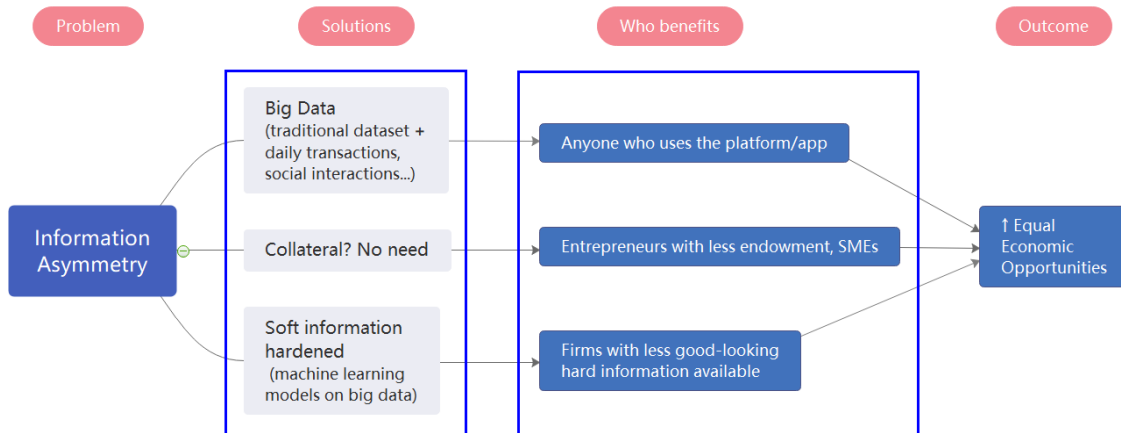 Problem
Solutions
Who benefits
Outcome
Big Data
(traditional dataset +
daily transactions,
social interactions...)
Anyone who uses the platform/app
Information
Asymmetry
Collateral? No need
Entrepreneurs with less endowment, SMEs
↑ Equal
Economic
Opportunities
Soft information
hardened
(machine learning
models on big data)
Firms with less good-looking
hard information available